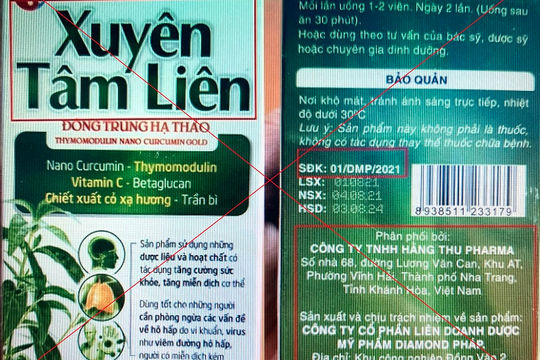 Xuyên
Tâm Liên
ĐÔNG TRÙNG HẠ THẢO
THYMOMODULIN NANO CURCUMIN GOLD
Nano Curcumin - Thymomodulin
Vitamin C - Betaglucan
Chiết xuất cỏ xạ hương - Trần bì
Sản phẩm sử dụng những
dược liệu và hoạt chất có
tác dụng tăng cường sức
khỏe, tăng miễn dịch cơ thể
Dùng tốt cho những người
cần phòng ngừa các vấn đề
về hô hấp do vi khuẩn, virus
như viêm đường hô hấp,
người có miễn dịch kém
Mỗi lần uống 1-2 viên. Ngày 2 lần. (Uống sau
ăn 30 phút).
Hoặc dùng theo tư vấn của bác sỹ, dược sỹ
hoặc chuyên gia dinh dưỡng.
BẢO QUẢN
Nơi khô mát, tránh ánh sáng trực tiếp, nhiệt
độ dưới 30°C
Lưu ý: Sản phẩm này không phải là thuốc,
không có tác dụng thay thế thuốc chữa bệnh.
SĐK: 01/DMP/2021
LSX: 010821
NSX: 04.08.21
HSD: 03.08.24
8938511233179
Phân phối bởi:
CÔNG TY TNHH HẰNG THU PHARMA
Số nhà 68, đường Lương Văn Can, Khu AT,
Phường Vĩnh Hải, Thành phố Nha Trang,
Tỉnh Khánh Hòa, Việt Nam
Sản xuất và chịu trách nhiệm về sản phẩm:
CÔNG TY CỔ PHẦN LIÊN DOANH DƯỢC
MỸ PHẨM DIAMOND PHÁP.
Địa chỉ: Khu công nghiệp Đồng Văn 2